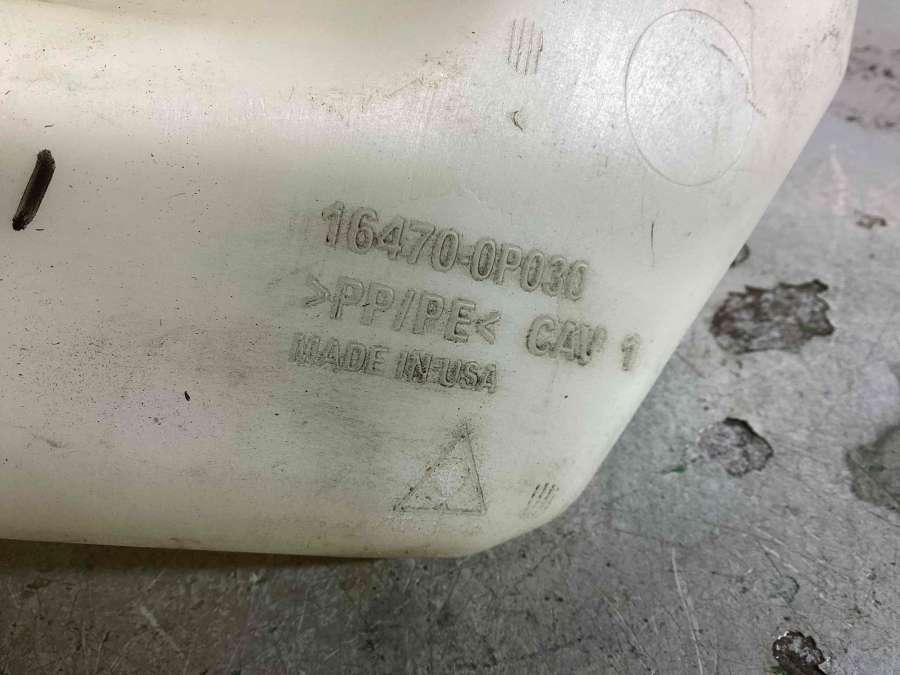 16470-0P030
>PP/PE< CAV 1
MADE IN USA